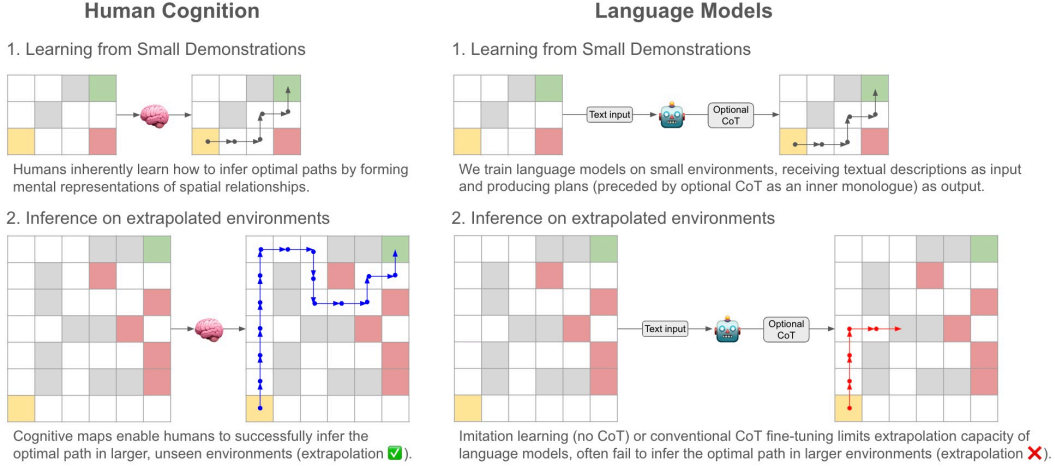 Human Cognition
1. Learning from Small Demonstrations
Humans inherently learn how to infer optimal paths by forming
mental representations of spatial relationships.
2. Inference on extrapolated environments
Cognitive maps enable humans to successfully infer the
optimal path in larger, unseen environments (extrapolation ✅).
Language Models
1. Learning from Small Demonstrations
Text input
Optional
CoT
We train language models on small environments, receiving textual descriptions as input
and producing plans (preceded by optional CoT as an inner monologue) as output.
2. Inference on extrapolated environments
Text input
Optional
CoT
Imitation learning (no CoT) or conventional CoT fine-tuning limits extrapolation capacity of
language models, often fail to infer the optimal path in larger environments (extrapolation ❌).